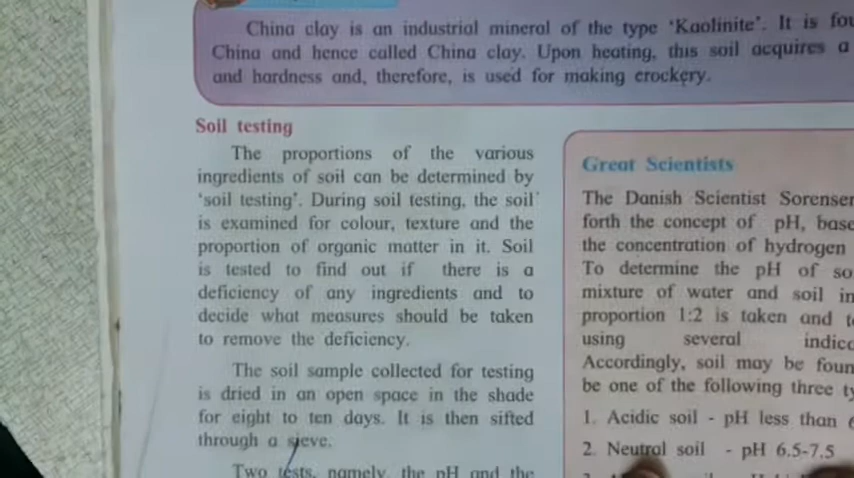 China clay is an industrial mineral of the type 'Kaolinite'. It is
China and hence called China clay. Upon heating, this soil acquires a
and hardness and, therefore, is used for making crockery.
Soil testing
The proportions of the various
ingredients of soil can be determined by
'soil testing'. During soil testing, the soil
is examined for colour, texture and the
proportion of organic matter in it. Soil
is tested to find out if there is a
deficiency of any ingredients and to
decide what measures should be taken
to remove the deficiency.
The soil sample collected for testing
is dried in an open space in the shade
for eight to ten days. It is then sifted
through a sieve.
Two tests, namely, the pH and the
Great Scientists
The Danish Scientist
forth the concept of pH,
the concentration of hydrogen
To determine the pH of
mixture of water and soil
proportion 1:2 is taken and
using several
Accordingly, soil may be
be one of the following three
1. Acidic soil - pH less than
2. Neutral soil - pH 6.5-7.5